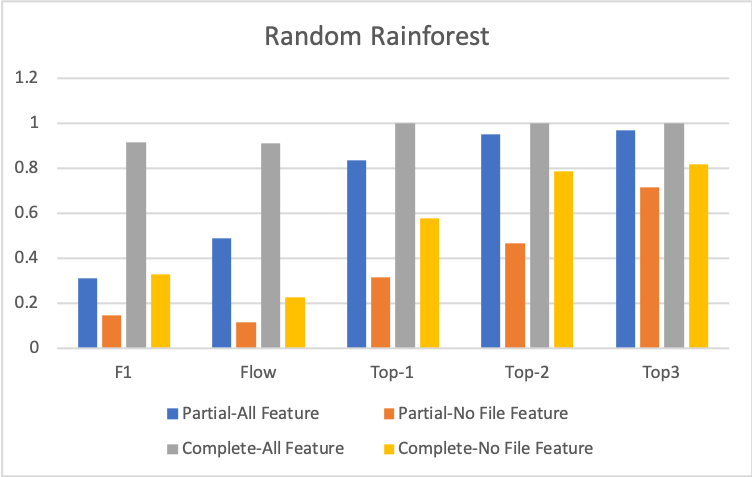 Random Rainforest
1.2
1
0.8
0.6
0.4
0.2
0
F1 Flow Top-1 Top-2 Top3
Partial-All Feature Partial-No File Feature
Complete-All Feature Complete-No File Feature